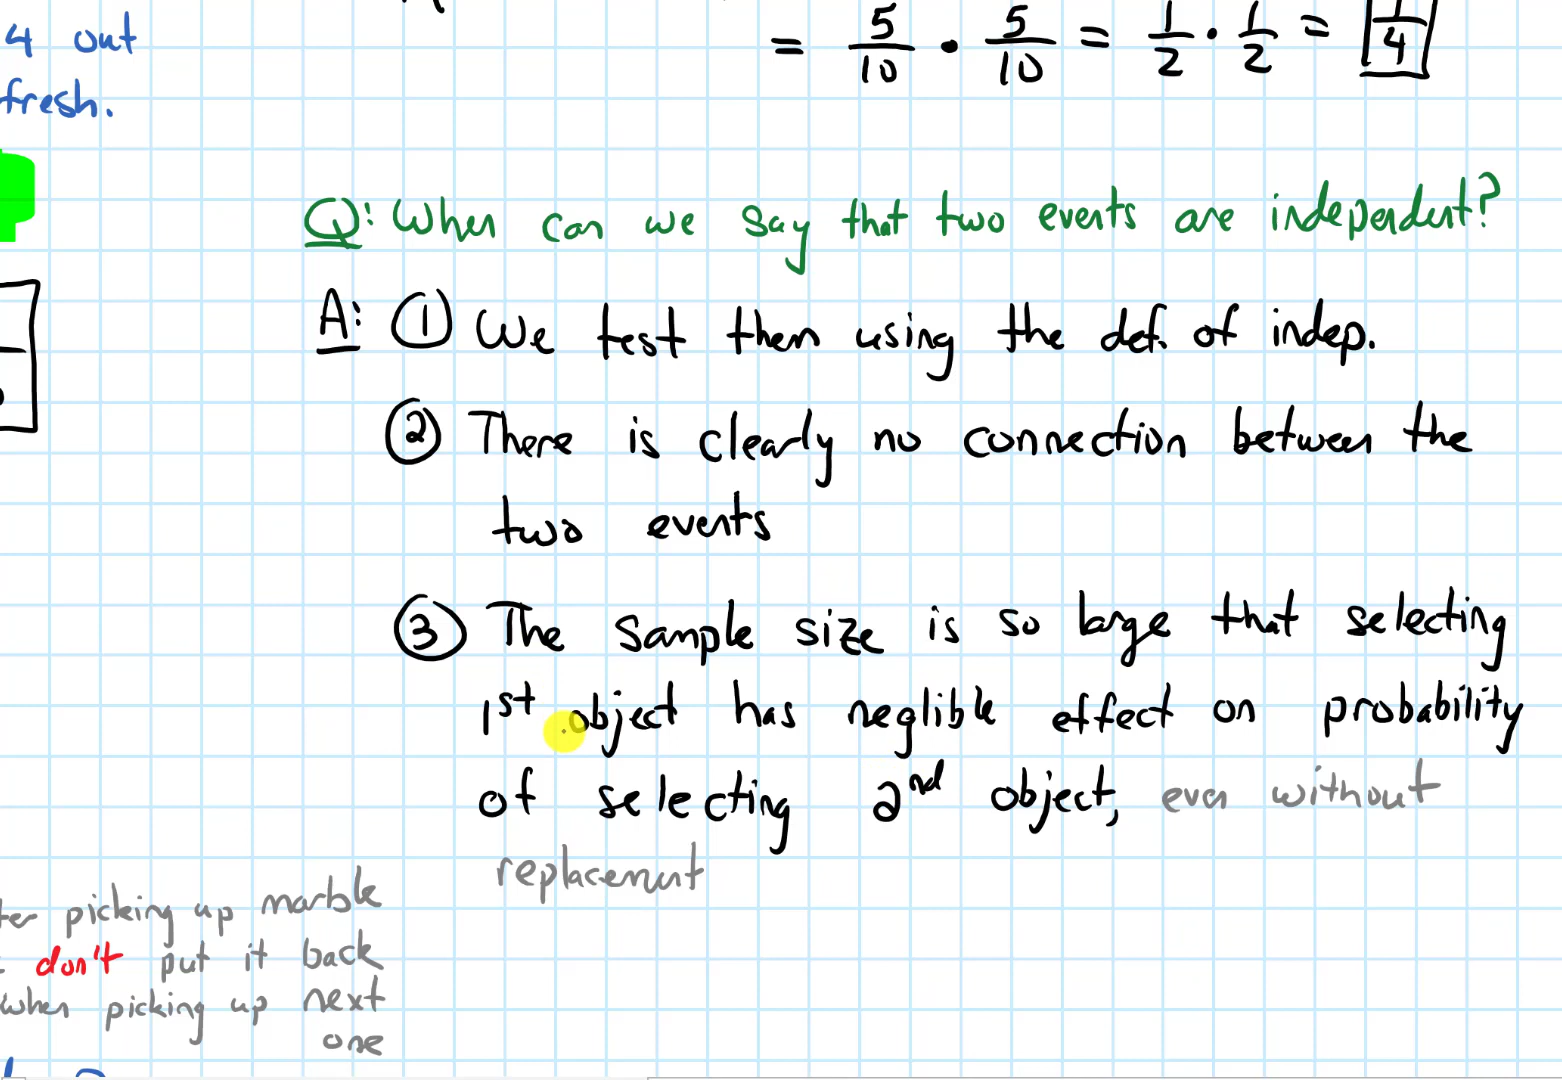 4 out
fresh.
= 5/10 · 5/10 = 1/2 · 1/2 = 1/4
Q: When can we say that two events are independent?
A: ① We test them using the def. of indep.
② There is clearly no connection between the
two events
③ The sample size is so large that selecting
1st object has neglible effect on probability
of selecting 2nd object, even without
replacement
picking up marble
don't put it back
when picking up next
one